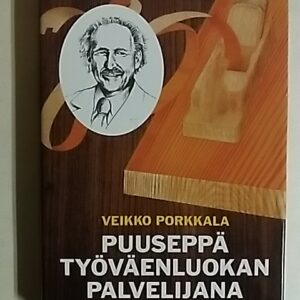 VEIKKO PORKKALA
PUUSEPPÄ
TYÖVÄENLUOKAN
PALVELIJANA